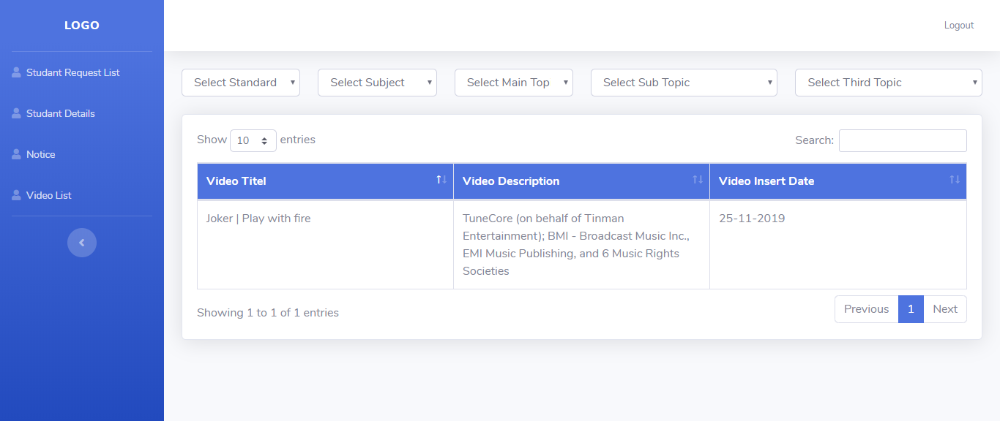 LOGO
Logout
Studant Request List
Student Details
Notice
Video List
Select Standard
Select Subject
Select Main Top
Select Sub Topic
Select Third Topic
Show 10 entries
Search:
Video Titel
Video Description
Video Insert Date
Joker | Play with fire
TuneCore (on behalf of Tinman
Entertainment); BMI - Broadcast Music Inc.,
EMI Music Publishing, and 6 Music Rights
Societies
25-11-2019
Showing 1 to 1 of 1 entries
Previous 1 Next